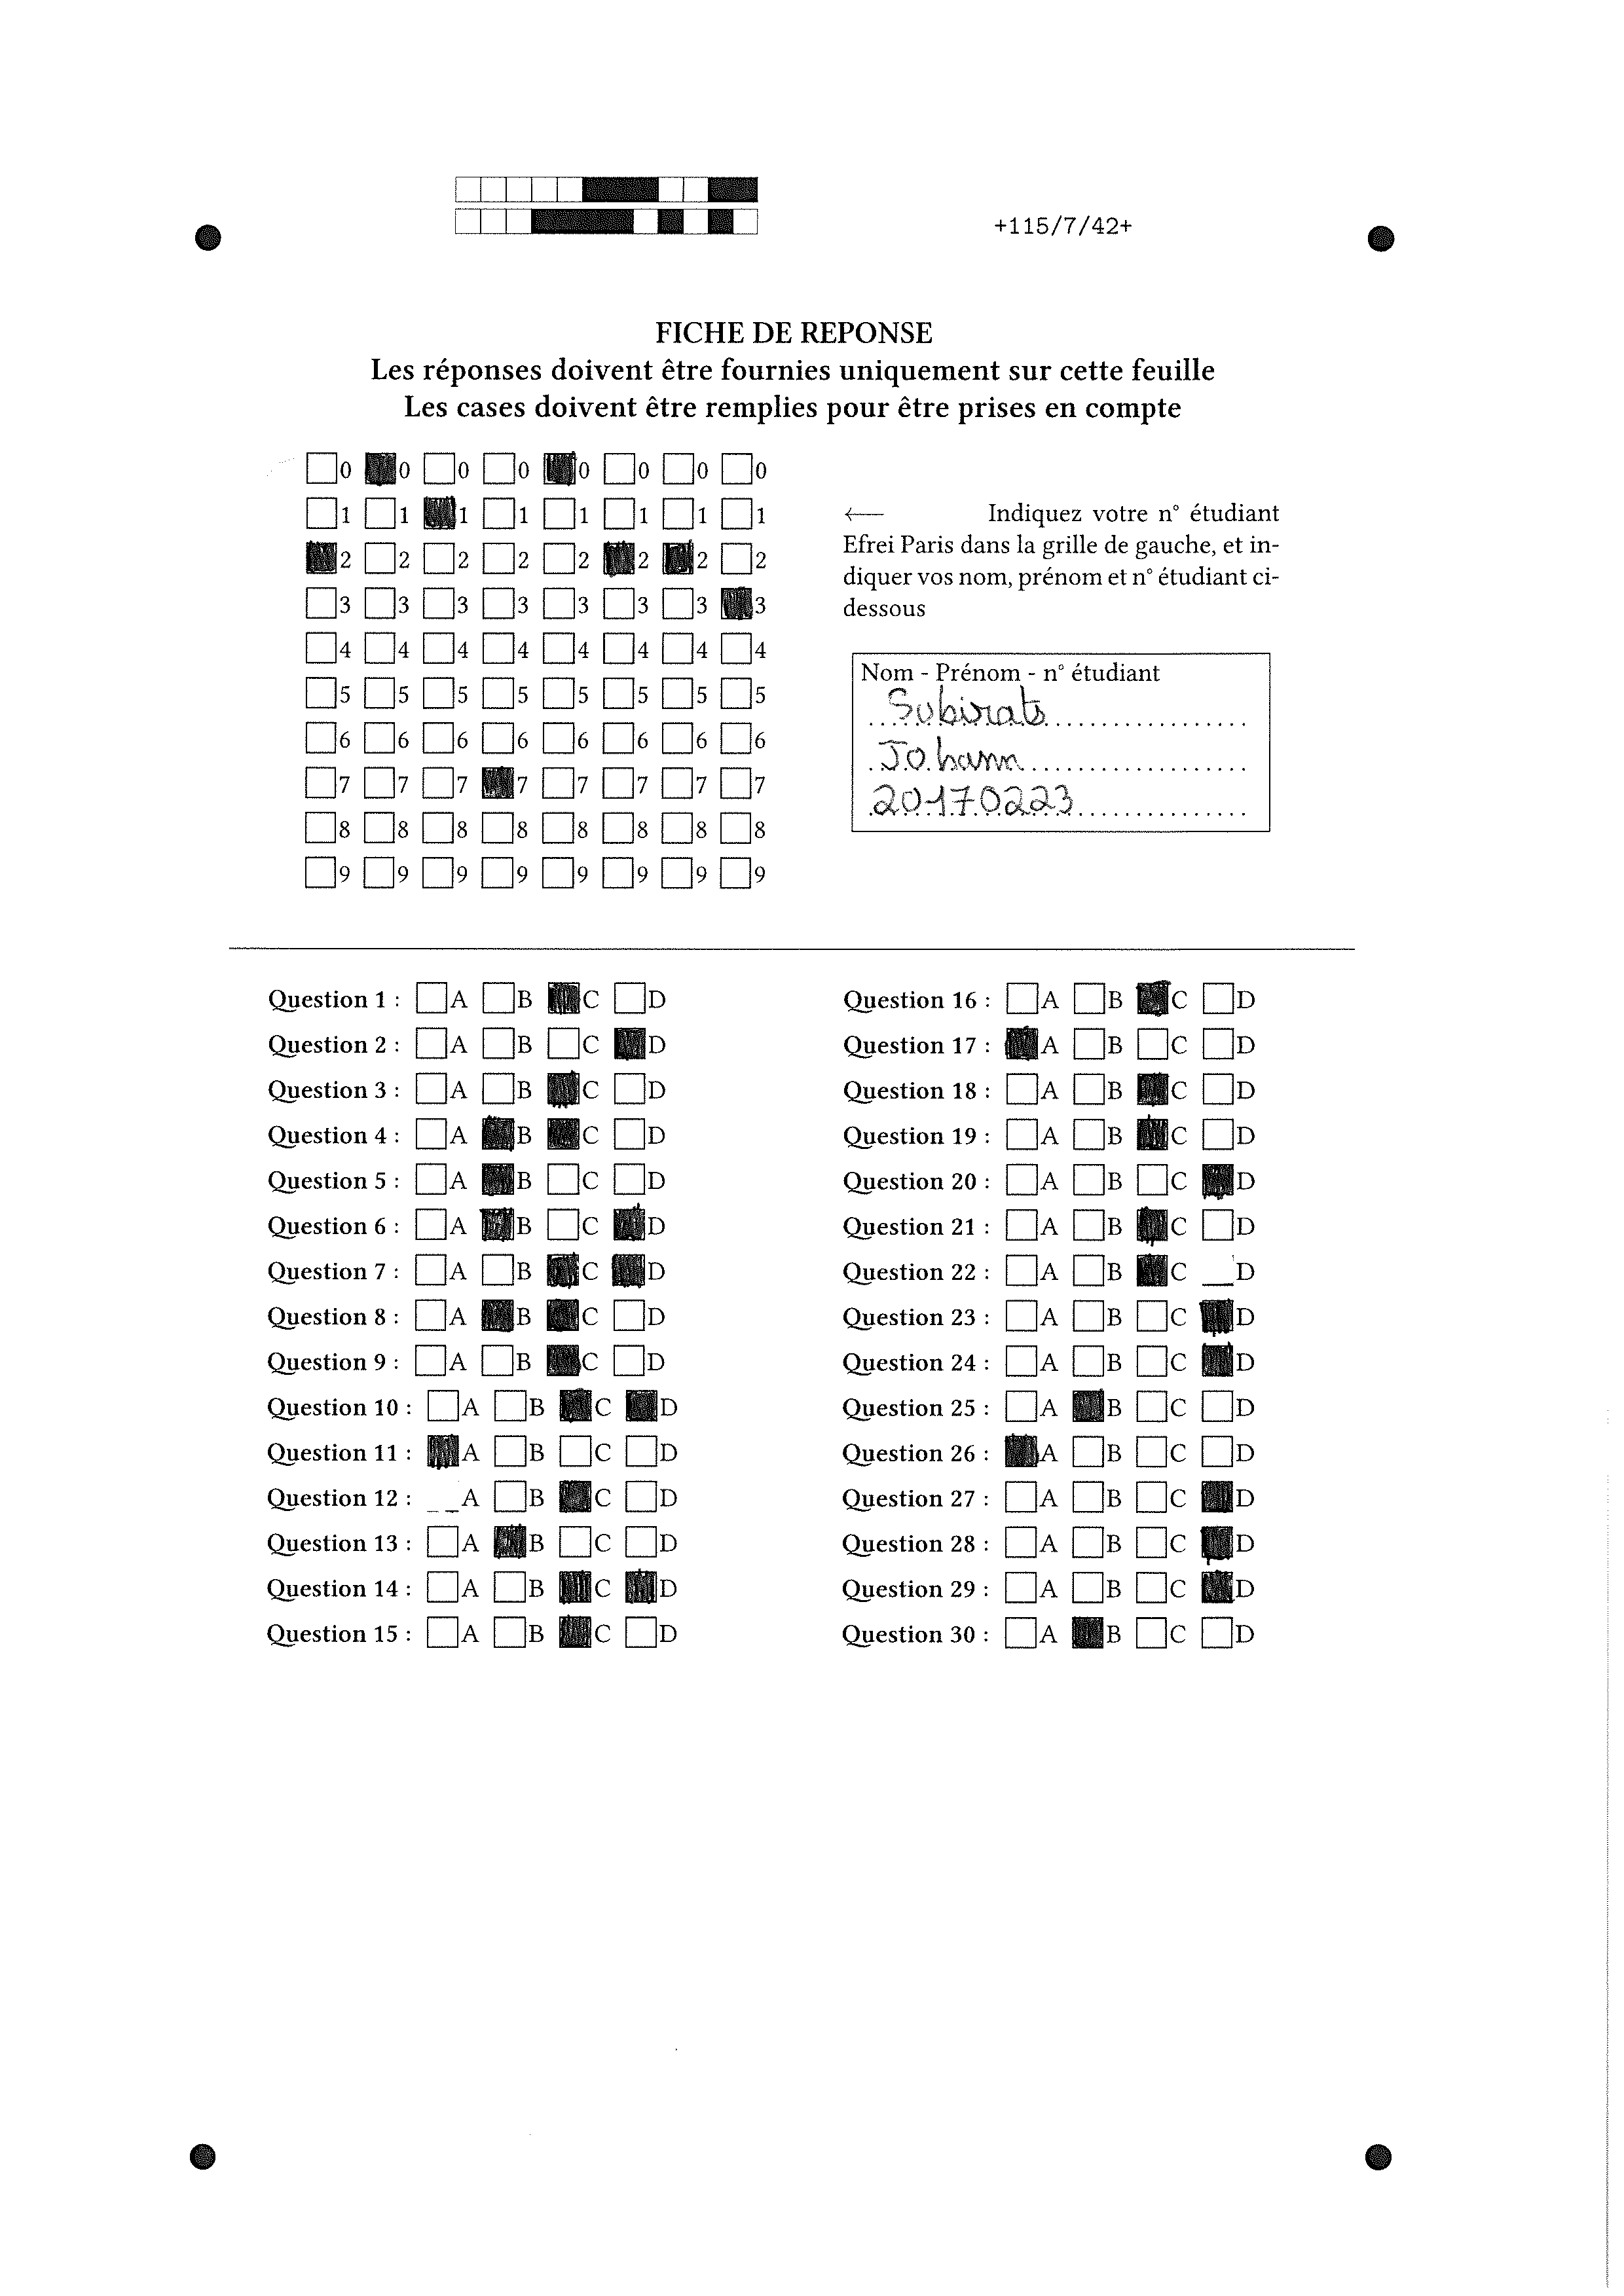 +115/7/42+
FICHE DE REPONSE
Les réponses doivent être fournies uniquement sur cette feuille
Les cases doivent être remplies pour être prises en compte
0 0 0 0 0 0 0 0
1 1 1 1 1 1 1 1
2 2 2 2 2 2 2 2
3 3 3 3 3 3 3 3
4 4 4 4 4 4 4 4
5 5 5 5 5 5 5 5
6 6 6 6 6 6 6 6
7 7 7 7 7 7 7 7
8 8 8 8 8 8 8 8
9 9 9 9 9 9 9 9
← Indiquez votre n° étudiant
Efrei Paris dans la grille de gauche, et in-
diquer vos nom, prénom et n° étudiant ci-
dessous
Nom - Prénom - n° étudiant
Subirats
Johann
20170223
Question 1 : A B C D
Question 2 : A B C D
Question 3 : A B C D
Question 4 : A B C D
Question 5 : A B C D
Question 6 : A B C D
Question 7 : A B C D
Question 8 : A B C D
Question 9 : A B C D
Question 10 : A B C D
Question 11 : A B C D
Question 12 : A B C D
Question 13 : A B C D
Question 14 : A B C D
Question 15 : A B C D
Question 16 : A B C D
Question 17 : A B C D
Question 18 : A B C D
Question 19 : A B C D
Question 20 : A B C D
Question 21 : A B C D
Question 22 : A B C D
Question 23 : A B C D
Question 24 : A B C D
Question 25 : A B C D
Question 26 : A B C D
Question 27 : A B C D
Question 28 : A B C D
Question 29 : A B C D
Question 30 : A B C D